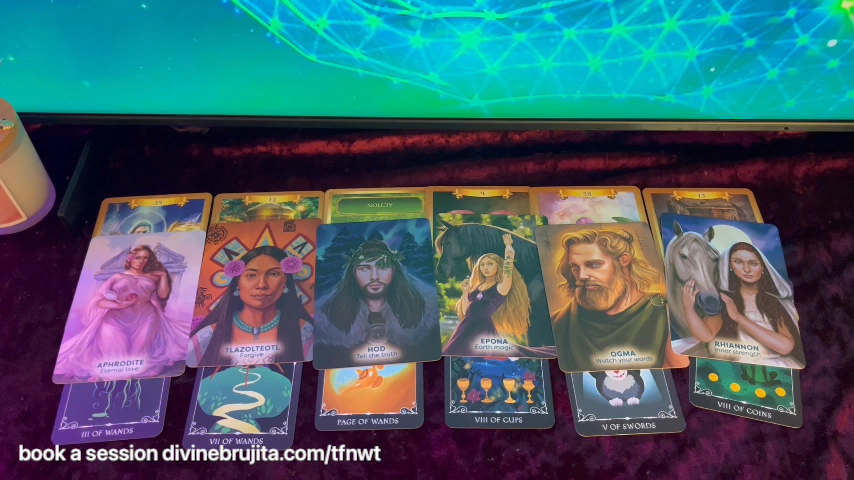 12
ACTION
9
38
13
APHRODITE
Eternal love
TLAZOLTEOTL
Forgive
HOD
Tell the truth
EPONA
Earth magic
OGMA
Watch your words
RHIANNON
Inner strength
III OF WANDS
VII OF WANDS
PAGE OF WANDS
VIII OF CUPS
V OF SWORDS
VIII OF COINS
book a session divinebrujita.com/tfnwt